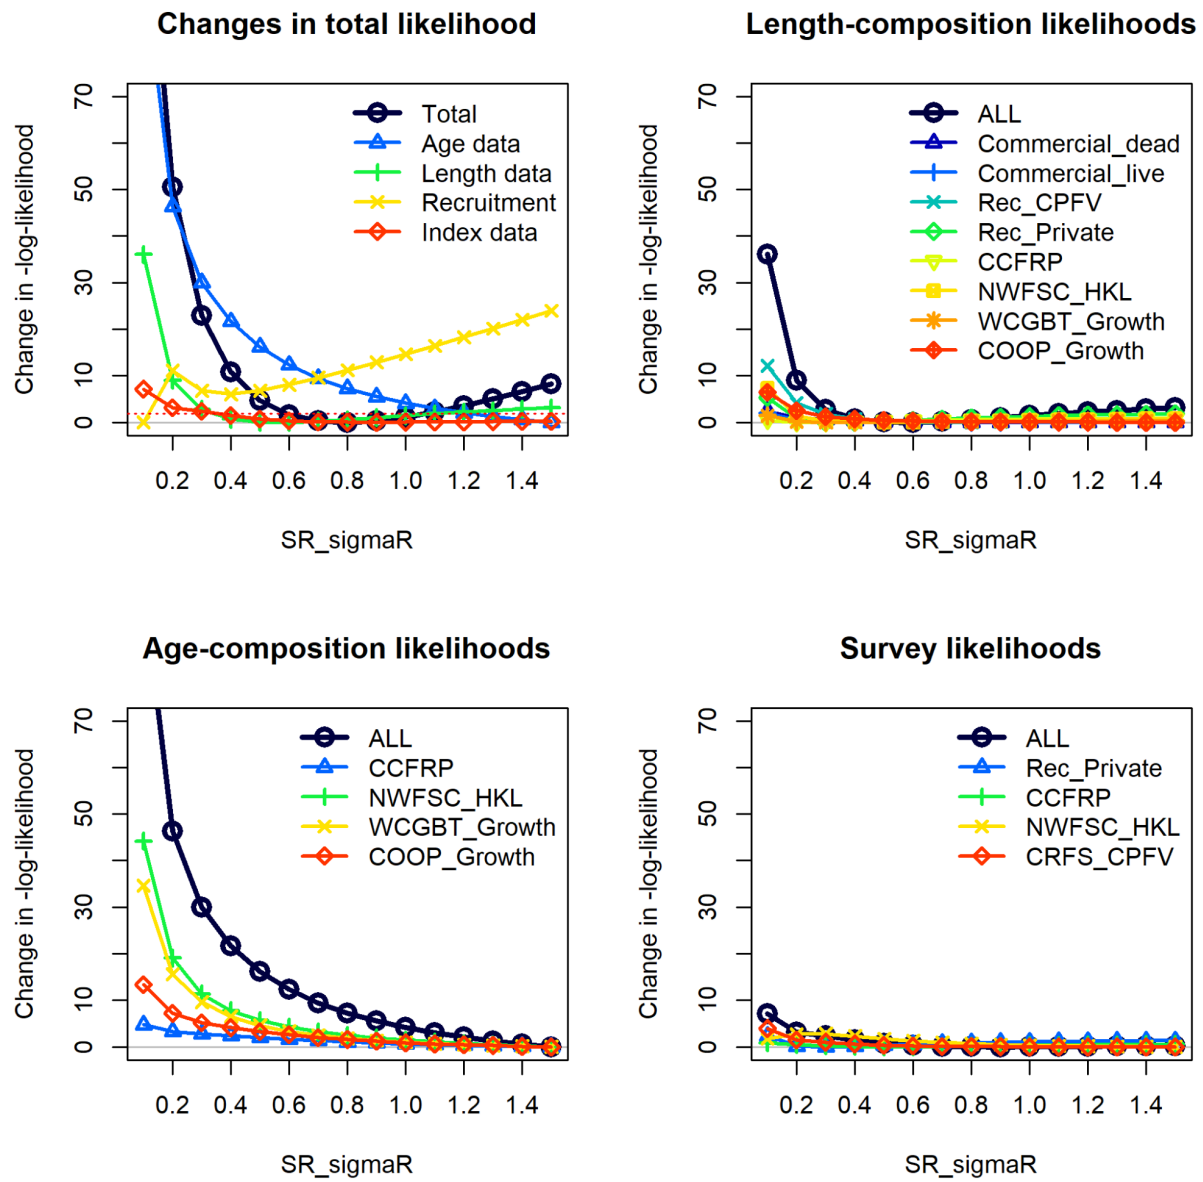 Changes in total likelihood
Change in -log-likelihood
70
50
30
10
0
0.2 0.4 0.6 0.8 1.0 1.2 1.4
SR_sigmaR
Total
Age data
Length data
Recruitment
Index data
Length-composition likelihoods
Change in -log-likelihood
70
50
30
10
0
0.2 0.4 0.6 0.8 1.0 1.2 1.4
SR_sigmaR
ALL
Commercial_dead
Commercial_live
Rec_CPFV
Rec_Private
CCFRP
NWFSC_HKL
WCGBT_Growth
COOP_Growth
Age-composition likelihoods
Change in -log-likelihood
70
50
30
10
0
0.2 0.4 0.6 0.8 1.0 1.2 1.4
SR_sigmaR
ALL
CCFRP
NWFSC_HKL
WCGBT_Growth
COOP_Growth
Survey likelihoods
Change in -log-likelihood
70
50
30
10
0
0.2 0.4 0.6 0.8 1.0 1.2 1.4
SR_sigmaR
ALL
Rec_Private
CCFRP
NWFSC_HKL
CRFS_CPFV